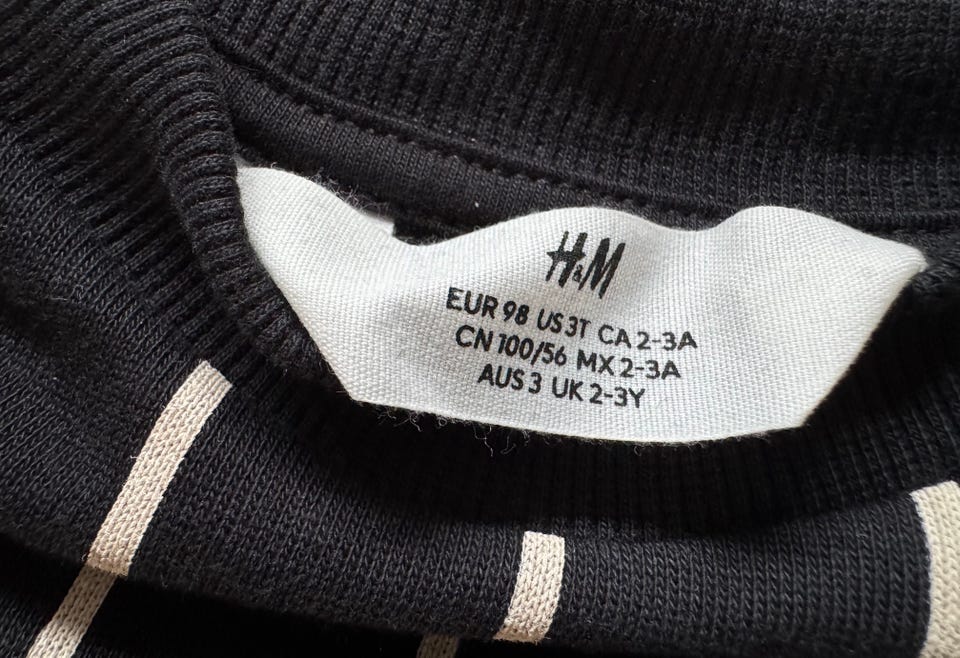 H&M
EUR 98 US 3T CA 2-3A
CN 100/56 MX 2-3A
AUS 3 UK 2-3Y